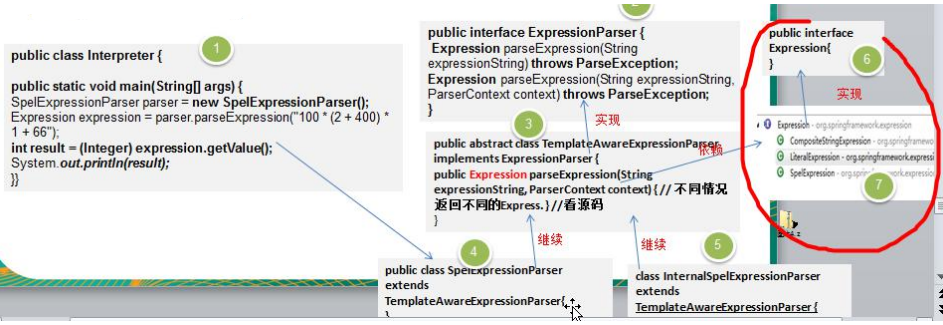 1
public class Interpreter {
public static void main(String[] args) {
SpelExpressionParser parser = new SpelExpressionParser();
Expression expression = parser.parseExpression("100 * (2 + 400) *
1 + 66");
int result = (Integer) expression.getValue();
System.out.println(result);
}}
public interface ExpressionParser {
Expression parseExpression(String
expressionString) throws ParseException;
Expression parseExpression(String expressionString,
ParserContext context) throws ParseException;
}
实现
3
public abstract class TemplateAwareExpressionParser
implements ExpressionParser {
依赖
public Expression parseExpression(String
expressionString, ParserContext context) { // 不同情况
返回不同的Express. } //看源码
}
继续
继续
4
public class SpelExpressionParser
extends
TemplateAwareExpressionParser{
}
5
class InternalSpelExpressionParser
extends
TemplateAwareExpressionParser {
public interface
Expression{
}
6
实现
Expression - org.springframework.expression
CompositeStringExpression - org.spring
LiteralExpression - org.springframework.expressi
SpelExpression - org.spring
7